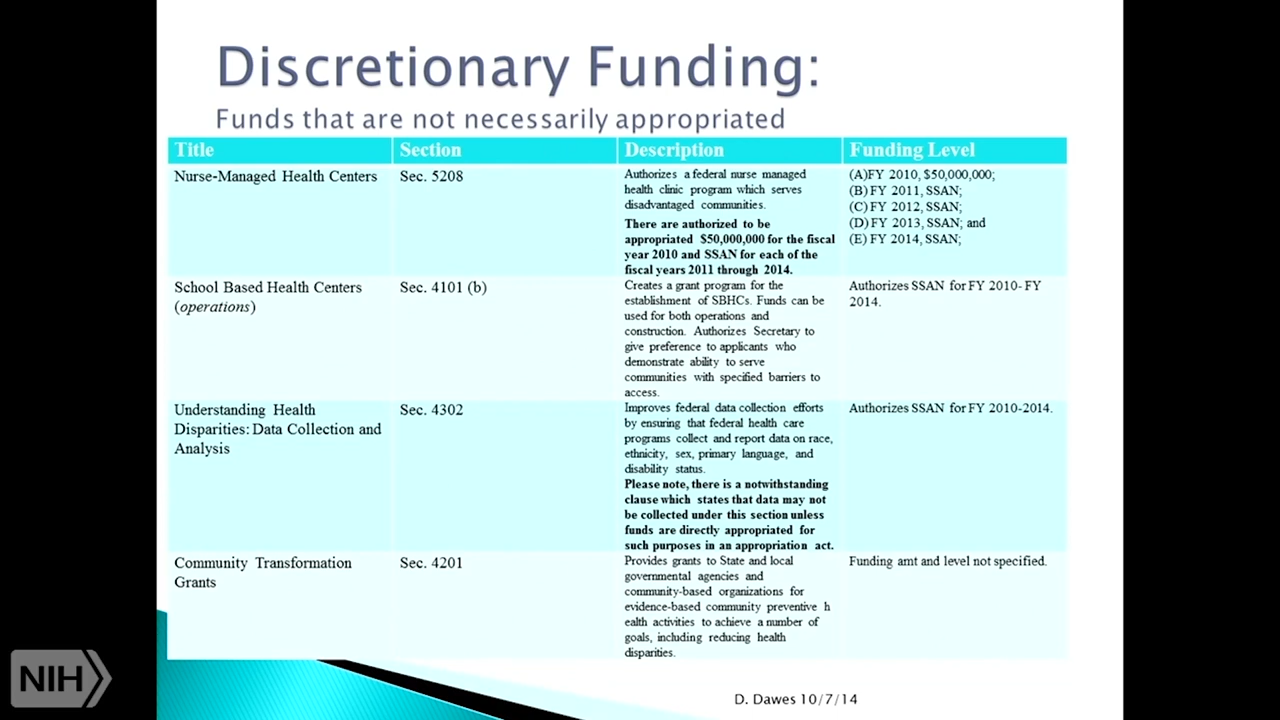 Discretionary Funding:
Funds that are not necessarily appropriated
Title Section Description Funding Level
Nurse-Managed Health Centers
Sec. 5208
Authorizes a federal nurse managed
health clinic program which serves
disadvantaged communities.
There are authorized to be
appropriated $50,000,000 for the fiscal
year 2010 and SSAN for each of the
fiscal years 2011 through 2014.
(A)FY 2010, $50,000,000;
(B) FY 2011, SSAN;
(C) FY 2012, SSAN;
(D) FY 2013, SSAN; and
(E) FY 2014, SSAN;
School Based Health Centers
(operations)
Sec. 4101 (b)
Creates a grant program for the
establishment of SBHCs. Funds can be
used for both operations and
construction. Authorizes Secretary to
give preference to applicants who
demonstrate ability to serve
communities with specified barriers to
access.
Authorizes SSAN for FY 2010- FY
2014.
Understanding Health
Disparities: Data Collection and
Analysis
Sec. 4302
Improves federal data collection efforts
by ensuring that federal health care
programs collect and report data on race,
ethnicity, sex, primary language, and
disability status.
Please note, there is a notwithstanding
clause which states that data may not
be collected under this section unless
funds are directly appropriated for
such purposes in an appropriation act.
Authorizes SSAN for FY 2010-2014.
Community Transformation
Grants
Sec. 4201
Provides grants to State and local
governmental agencies and
community-based organizations for
evidence-based community preventive h
ealth activities to achieve a number of
goals, including reducing health
disparities.
Funding amt and level not specified.
NIH
D. Dawes 10/7/14